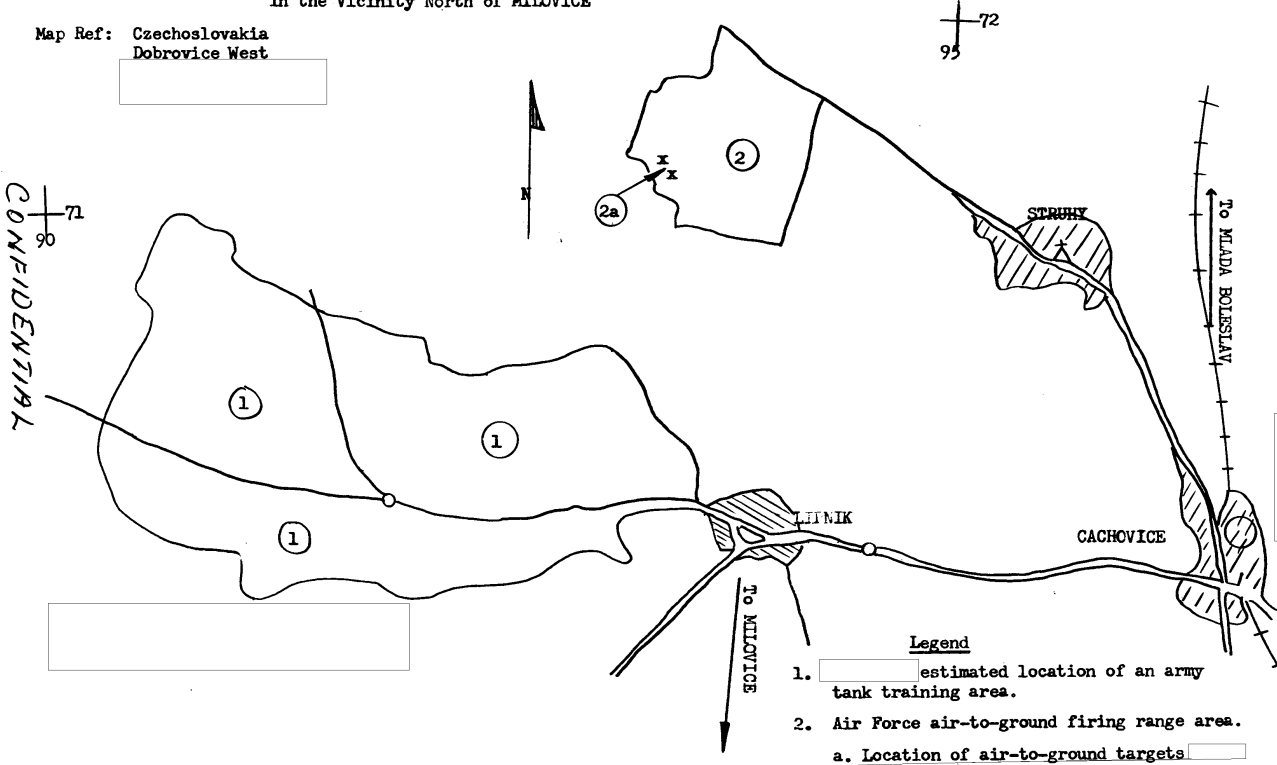 in the Vicinity North of MILOVICE
Map Ref: Czechoslovakia
Dobrovice West
72
95
71
90
CONFIDENTIAL
N
2
2a
x
x
STRUHY
To MLADA BOLESLAV
1
1
1
LITNIK
CACHOVICE
To MILOVICE
Legend
1. estimated location of an army
tank training area.
2. Air Force air-to-ground firing range area.
a. Location of air-to-ground targets